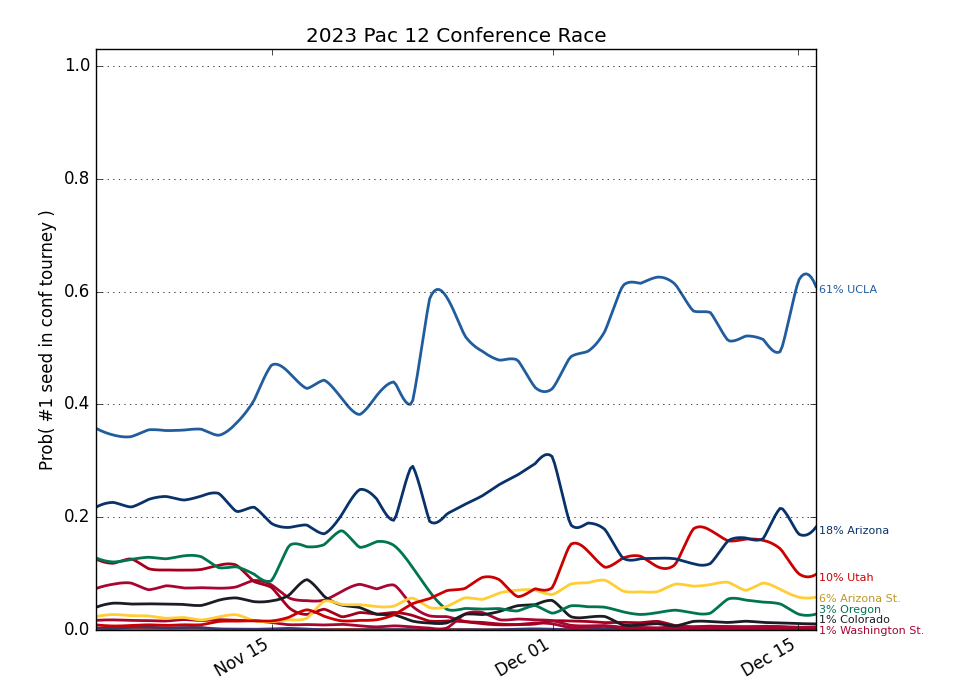 2023 Pac 12 Conference Race
Prob( #1 seed in conf tourney )
1.0
0.8
0.6
0.4
0.2
0.0
Nov 15
Dec 01
Dec 15
61% UCLA
18% Arizona
10% Utah
6% Arizona St.
3% Oregon
1% Colorado
1% Washington St.